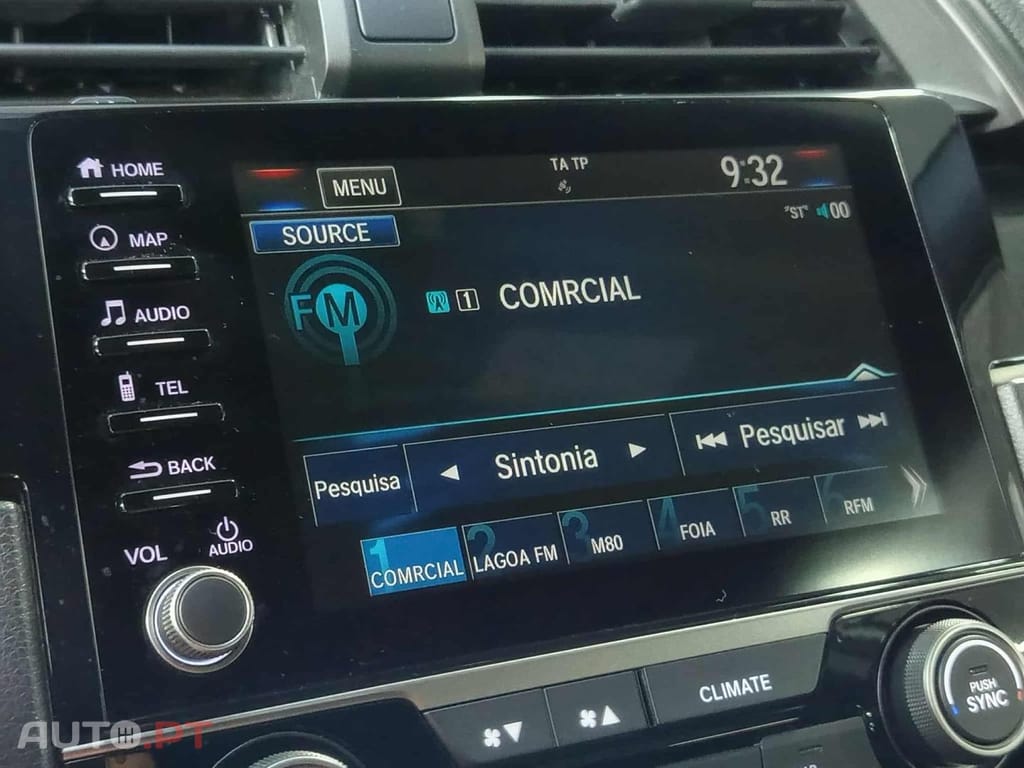 HOME
MAP
AUDIO
TEL
BACK
VOL
AUDIO
MENU
TA TP
9:32
SOURCE
"ST" 00
FM
1 COMRCIAL
Pesquisa
Sintonia
Pesquisar
1 COMRCIAL
2 LAGOA FM
3 M80
4 FOIA
5 RR
6 RFM
CLIMATE
PUSH
SYNC
AUTO.PT